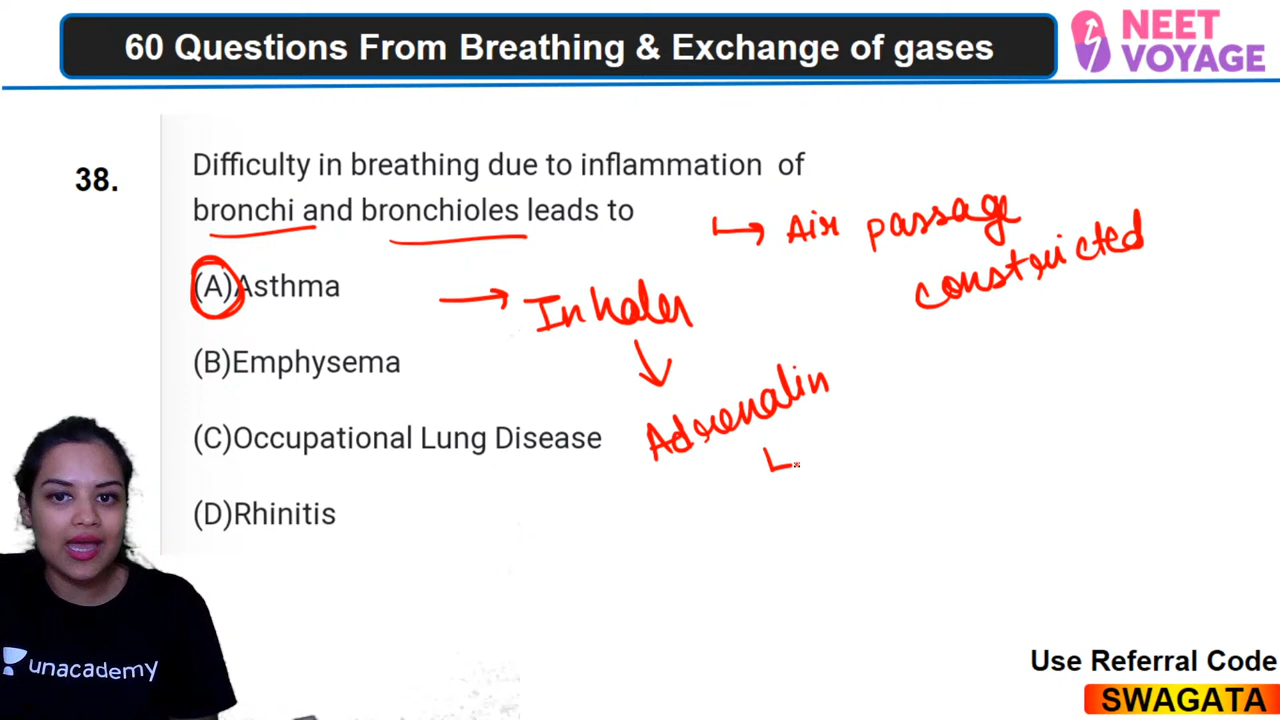 60 Questions From Breathing & Exchange of gases
NEET
VOYAGE
38.
Difficulty in breathing due to inflammation of
bronchi and bronchioles leads to
Air passage
constricted
(A)Asthma
Inhaler
(B)Emphysema
Adrenalin
(C)Occupational Lung Disease
(D)Rhinitis
unacademy
Use Referral Code
SWAGATA